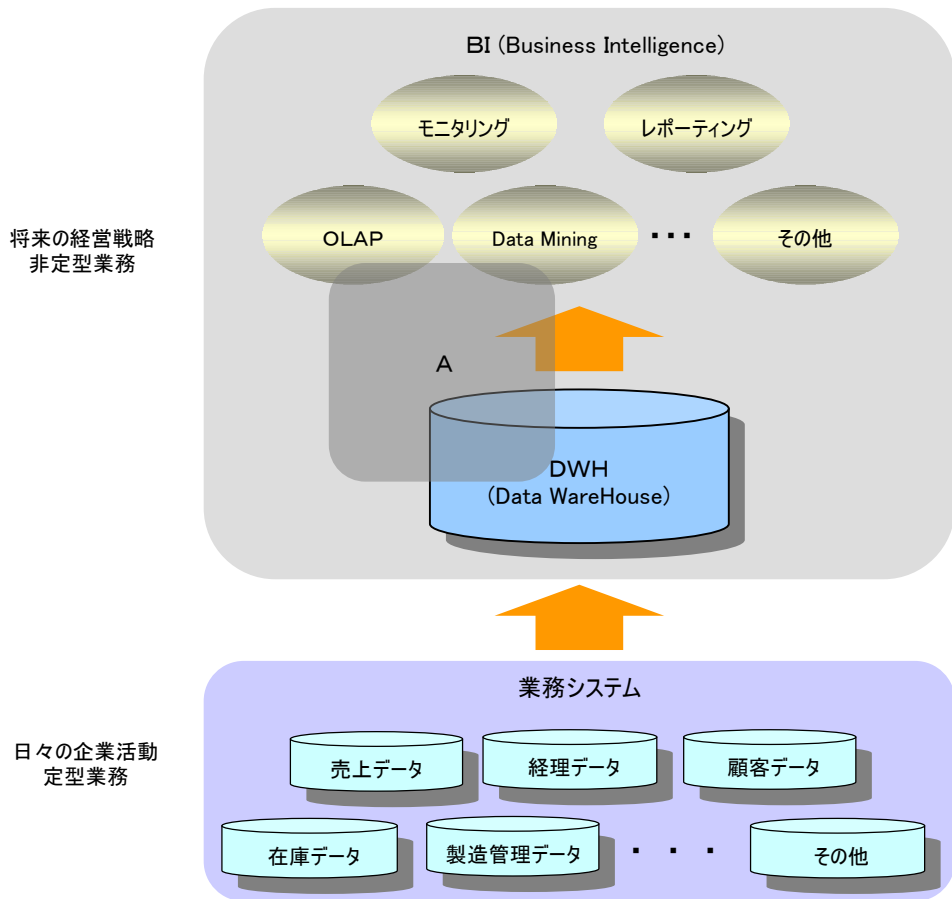 BI (Business Intelligence)
モニタリング
レポーティング
将来の経営戦略
非定型業務
OLAP
Data Mining
・・・
その他
A
DWH
(Data WareHouse)
業務システム
日々の企業活動
定型業務
売上データ
経理データ
顧客データ
在庫データ
製造管理データ
・・・
その他